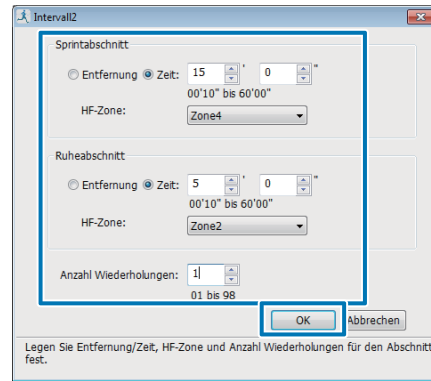 Intervall2
Sprintabschnitt
Entfernung Zeit: 15 ' 0 "
00'10" bis 60'00"
HF-Zone: Zone4
Ruheabschnitt
Entfernung Zeit: 5 ' 0 "
00'10" bis 60'00"
HF-Zone: Zone2
Anzahl Wiederholungen: 1
01 bis 98
OK Abbrechen
Legen Sie Entfernung/Zeit, HF-Zone und Anzahl Wiederholungen für den Abschnitt
fest.